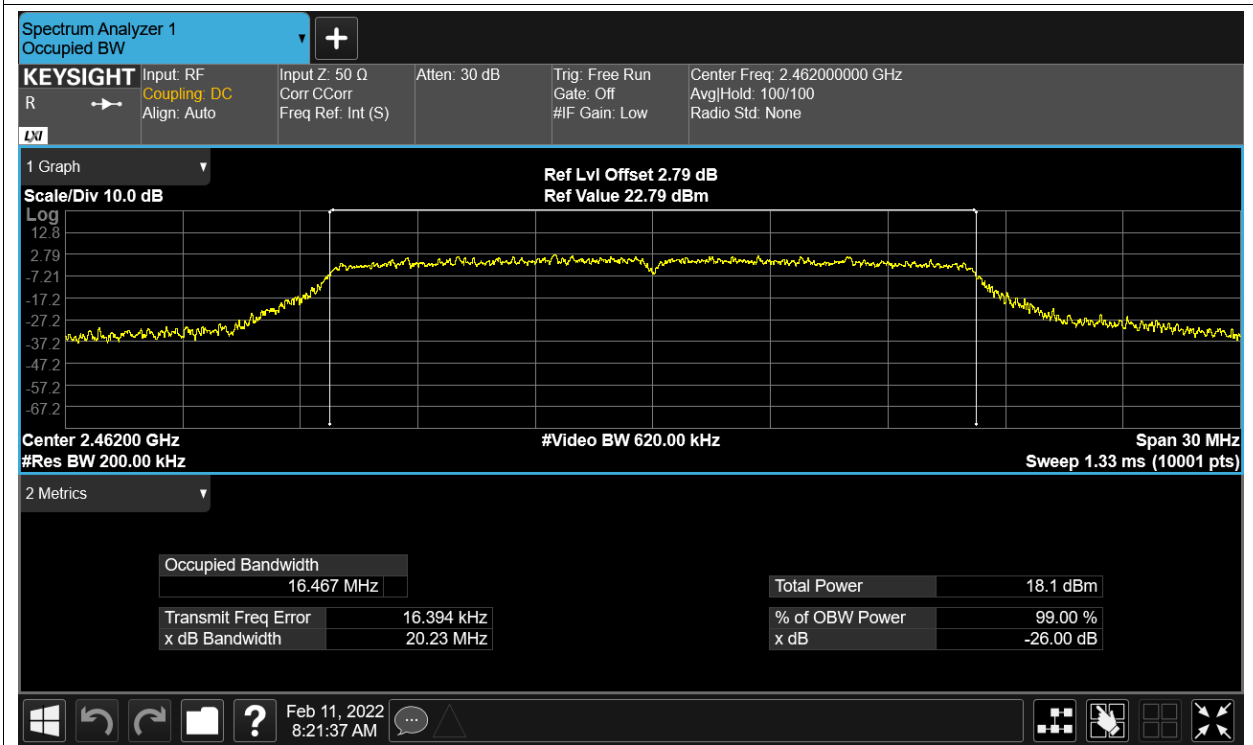 Spectrum Analyzer 1
Occupied BW
KEYSIGHT
R
LXI
Input: RF
Coupling: DC
Align: Auto
Input Z: 50 Ω
Corr CCorr
Freq Ref: Int (S)
Atten: 30 dB
Trig: Free Run
Gate: Off
#IF Gain: Low
Center Freq: 2.462000000 GHz
Avg|Hold: 100/100
Radio Std: None
1 Graph
Scale/Div 10.0 dB
Ref Lvl Offset 2.79 dB
Ref Value 22.79 dBm
Log
12.8
2.79
-7.21
-17.2
-27.2
-37.2
-47.2
-57.2
-67.2
Center 2.46200 GHz
#Video BW 620.00 kHz
Span 30 MHz
#Res BW 200.00 kHz
Sweep 1.33 ms (10001 pts)
2 Metrics
Occupied Bandwidth
16.467 MHz
Total Power 18.1 dBm
Transmit Freq Error 16.394 kHz
% of OBW Power 99.00 %
x dB Bandwidth 20.23 MHz
x dB -26.00 dB
Feb 11, 2022
8:21:37 AM